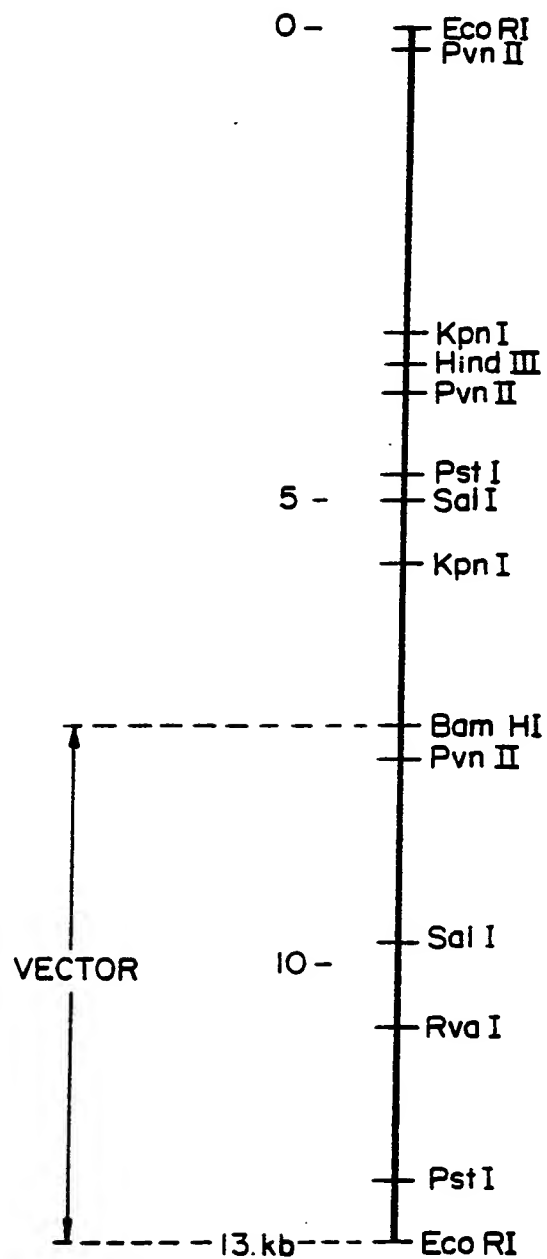 0 – Eco RI
Pvn II
Kpn I
Hind III
Pvn II
Pst I
5 – Sal I
Kpn I
Bam HI
Pvn II
Sal I
VECTOR 10 –
Rva I
Pst I
13.kb Eco RI